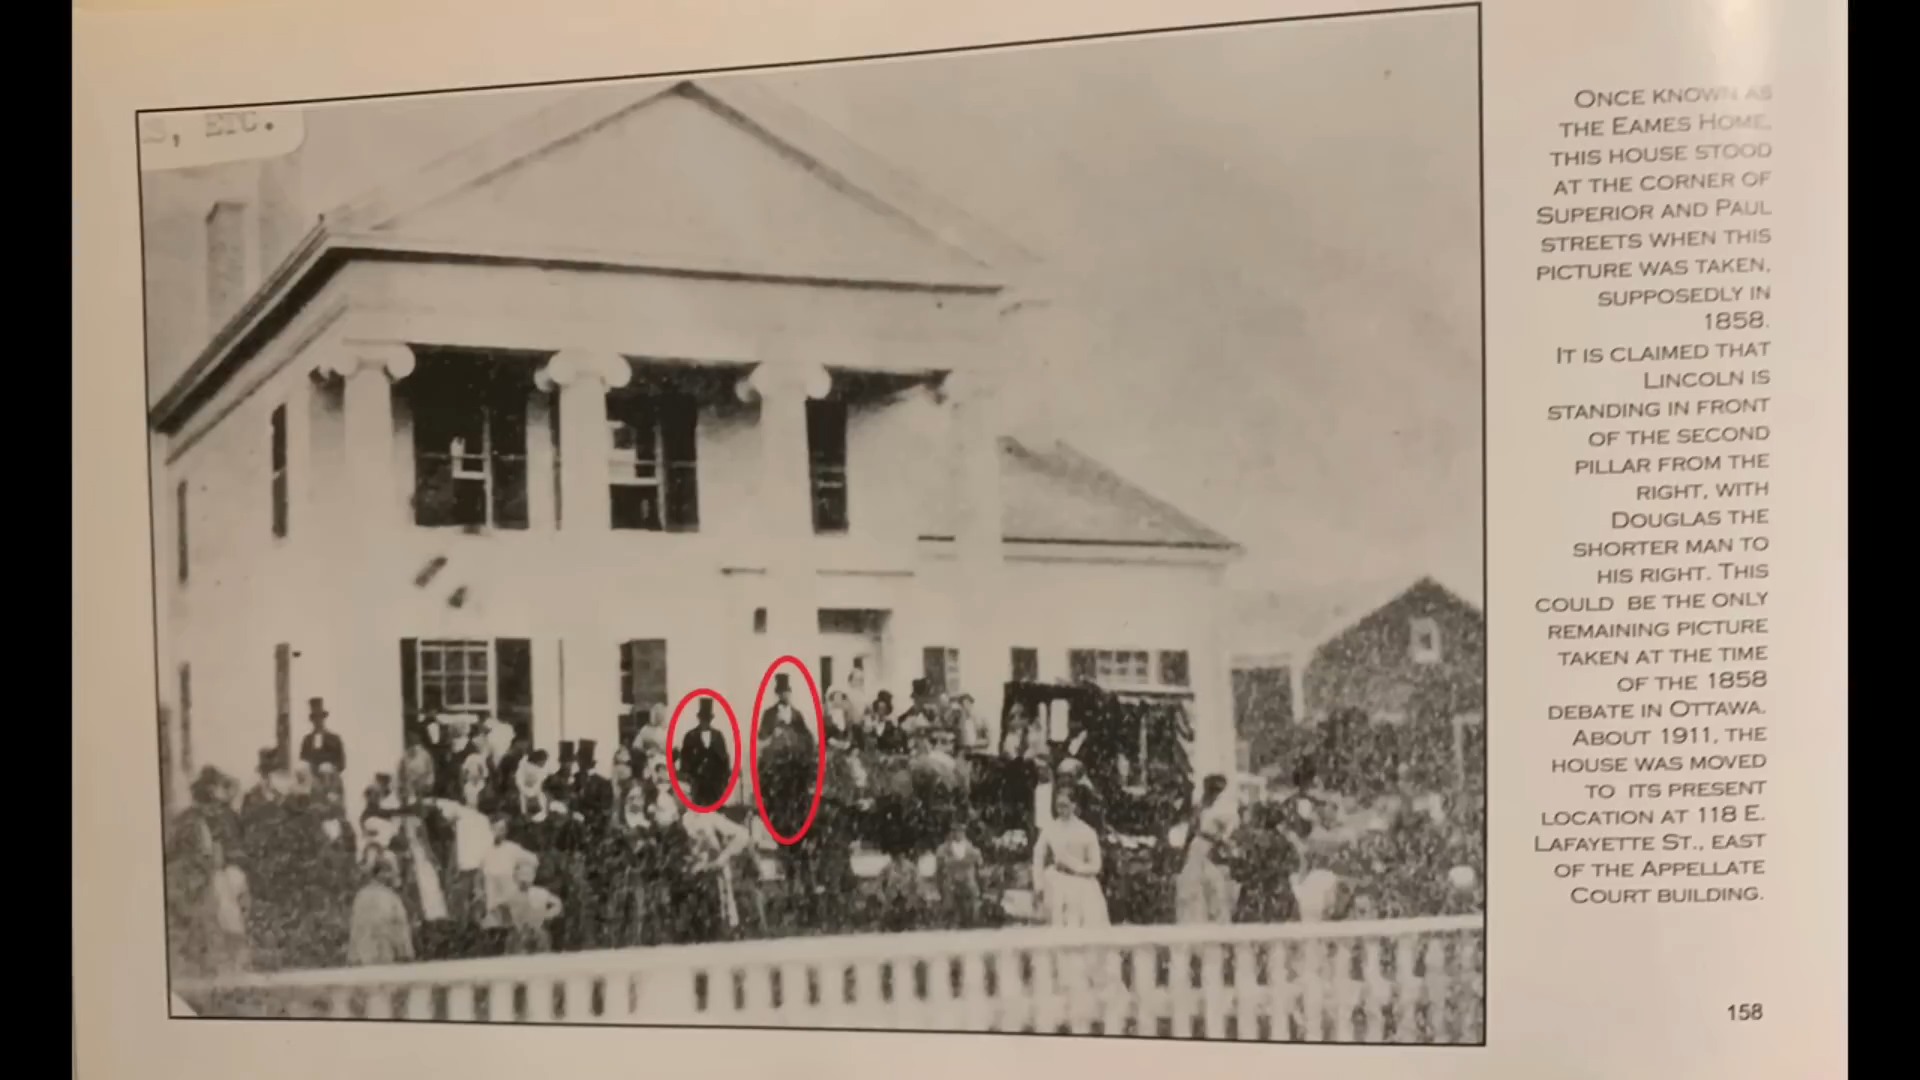 S, ETC.
ONCE KNOWN AS
THE EAMES HOME,
THIS HOUSE STOOD
AT THE CORNER OF
SUPERIOR AND PAUL
STREETS WHEN THIS
PICTURE WAS TAKEN,
SUPPOSEDLY IN
1858.
IT IS CLAIMED THAT
LINCOLN IS
STANDING IN FRONT
OF THE SECOND
PILLAR FROM THE
RIGHT, WITH
DOUGLAS THE
SHORTER MAN TO
HIS RIGHT. THIS
COULD BE THE ONLY
REMAINING PICTURE
TAKEN AT THE TIME
OF THE 1858
DEBATE IN OTTAWA.
ABOUT 1911, THE
HOUSE WAS MOVED
TO ITS PRESENT
LOCATION AT 118 E.
LAFAYETTE ST., EAST
OF THE APPELLATE
COURT BUILDING.
158